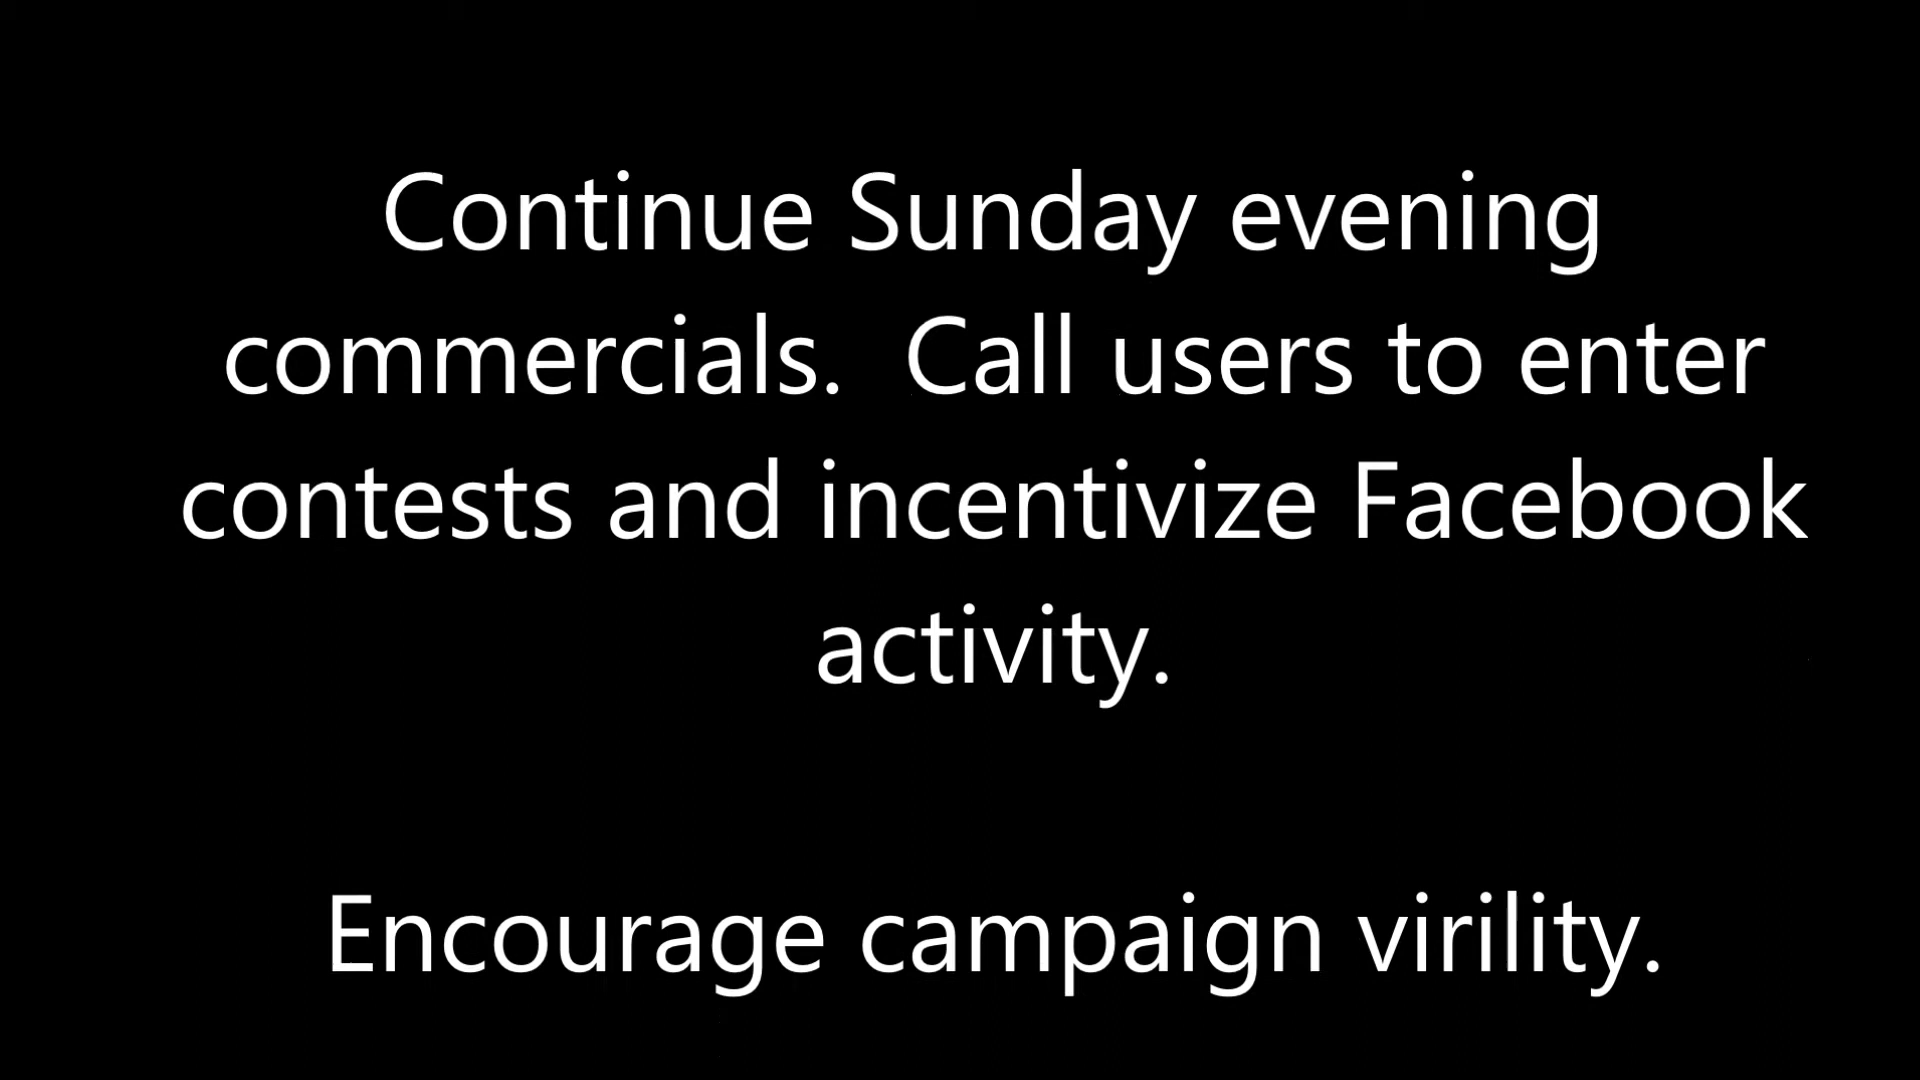 Continue Sunday evening
commercials.  Call users to enter
contests and incentivize Facebook
activity.
Encourage campaign virility.